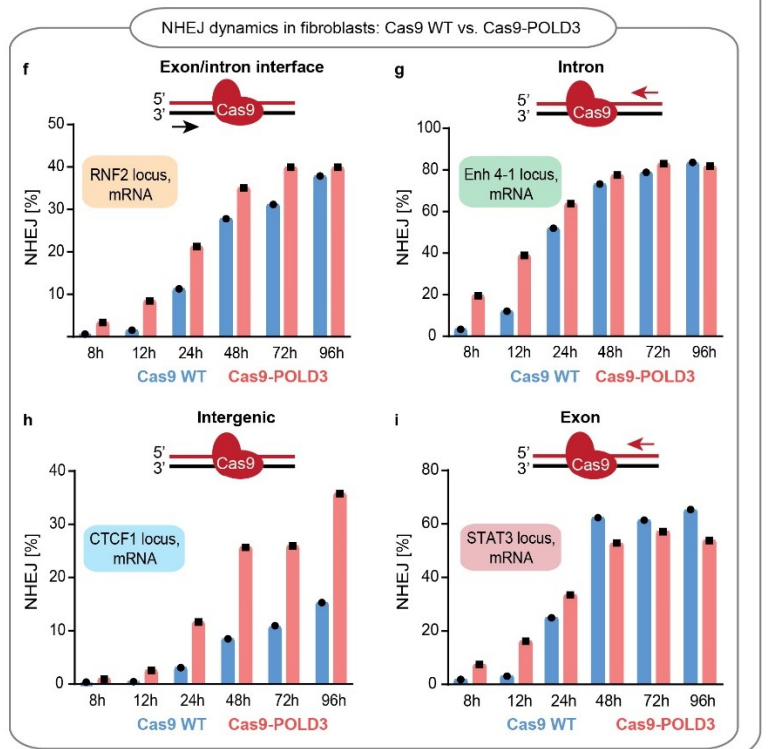 NHEJ dynamics in fibroblasts: Cas9 WT vs. Cas9-POLD3
f
Exon/intron interface
5’
3’
Cas9
RNF2 locus,
mRNA
NHEJ [%]
50
40
30
20
10
8h 12h 24h 48h 72h 96h
Cas9 WT Cas9-POLD3
g
Intron
5’
3’
Cas9
Enh 4-1 locus,
mRNA
NHEJ [%]
100
80
60
40
20
0
8h 12h 24h 48h 72h 96h
Cas9 WT Cas9-POLD3
h
Intergenic
5’
3’
Cas9
CTCF1 locus,
mRNA
NHEJ [%]
40
30
20
10
0
8h 12h 24h 48h 72h 96h
Cas9 WT Cas9-POLD3
i
Exon
5’
3’
Cas9
STAT3 locus,
mRNA
NHEJ [%]
80
60
40
20
0
8h 12h 24h 48h 72h 96h
Cas9 WT Cas9-POLD3